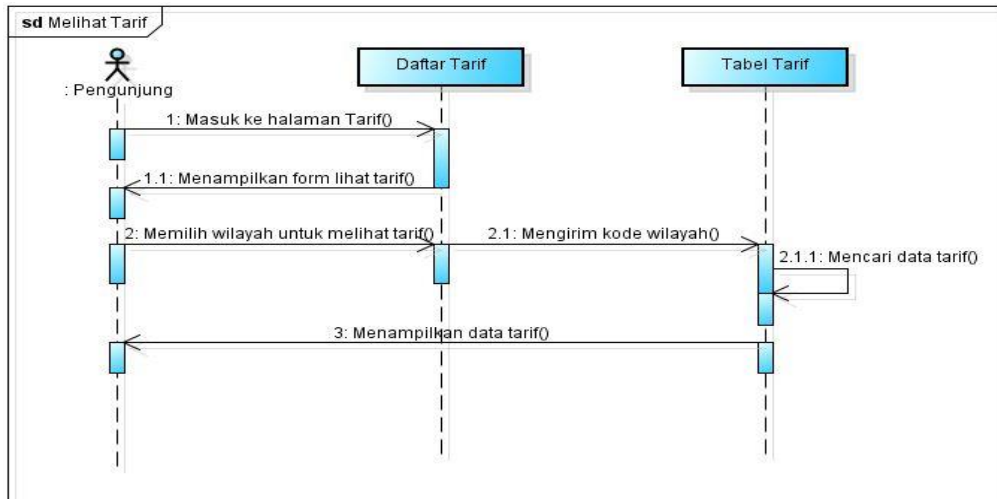 sd Melihat Tarif
: Pengunjung
Daftar Tarif
Tabel Tarif
1: Masuk ke halaman Tarif()
1.1: Menampilkan form lihat tarif()
2: Memilih wilayah untuk melihat tarif()
2.1: Mengirim kode wilayah()
2.1.1: Mencari data tarif()
3: Menampilkan data tarif()